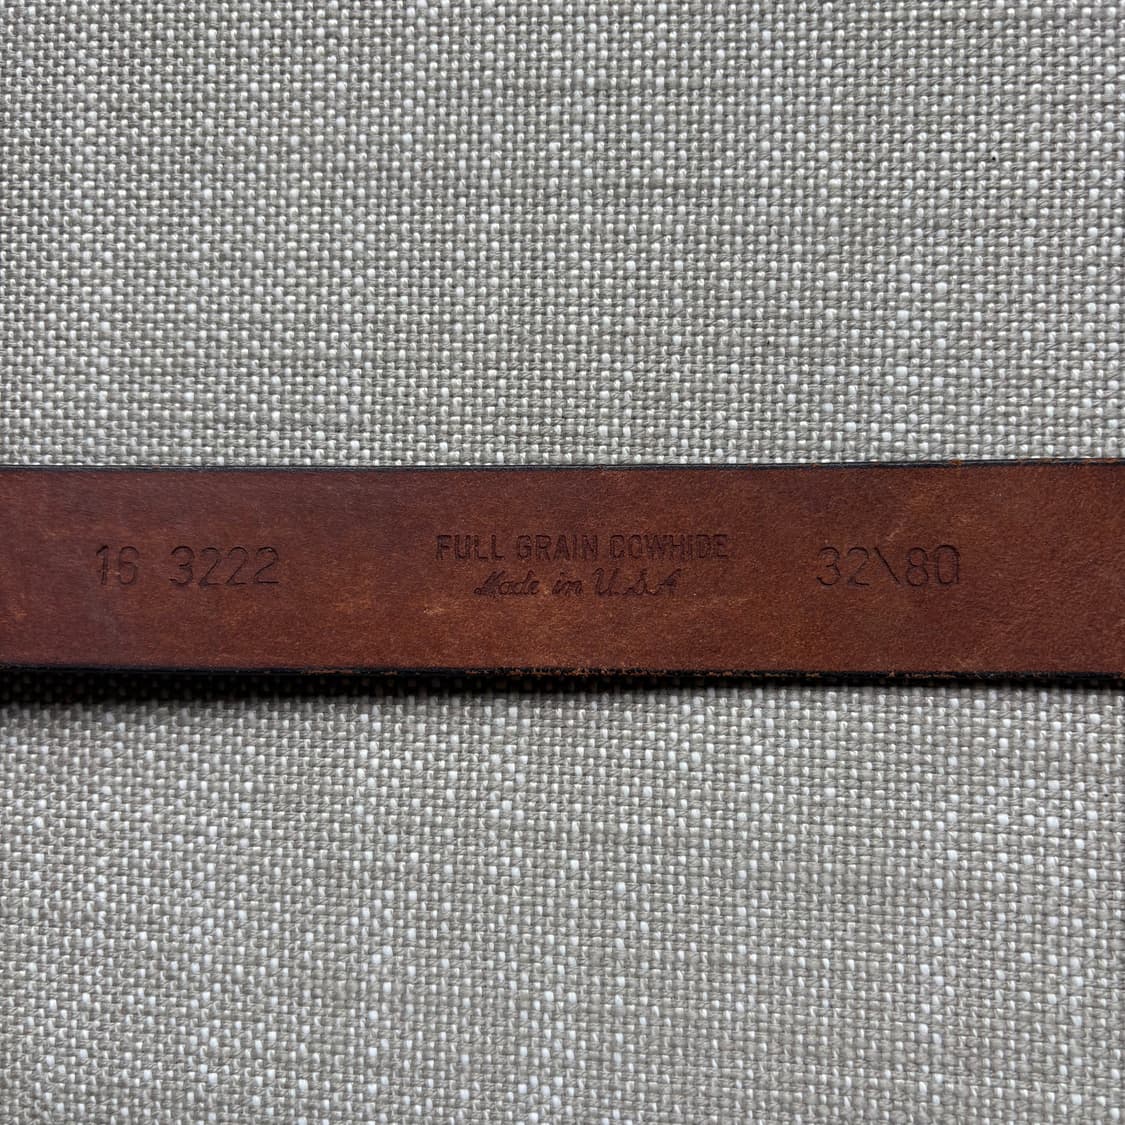 16 3222
FULL GRAIN COWHIDE
Made in U.S.A
32\80